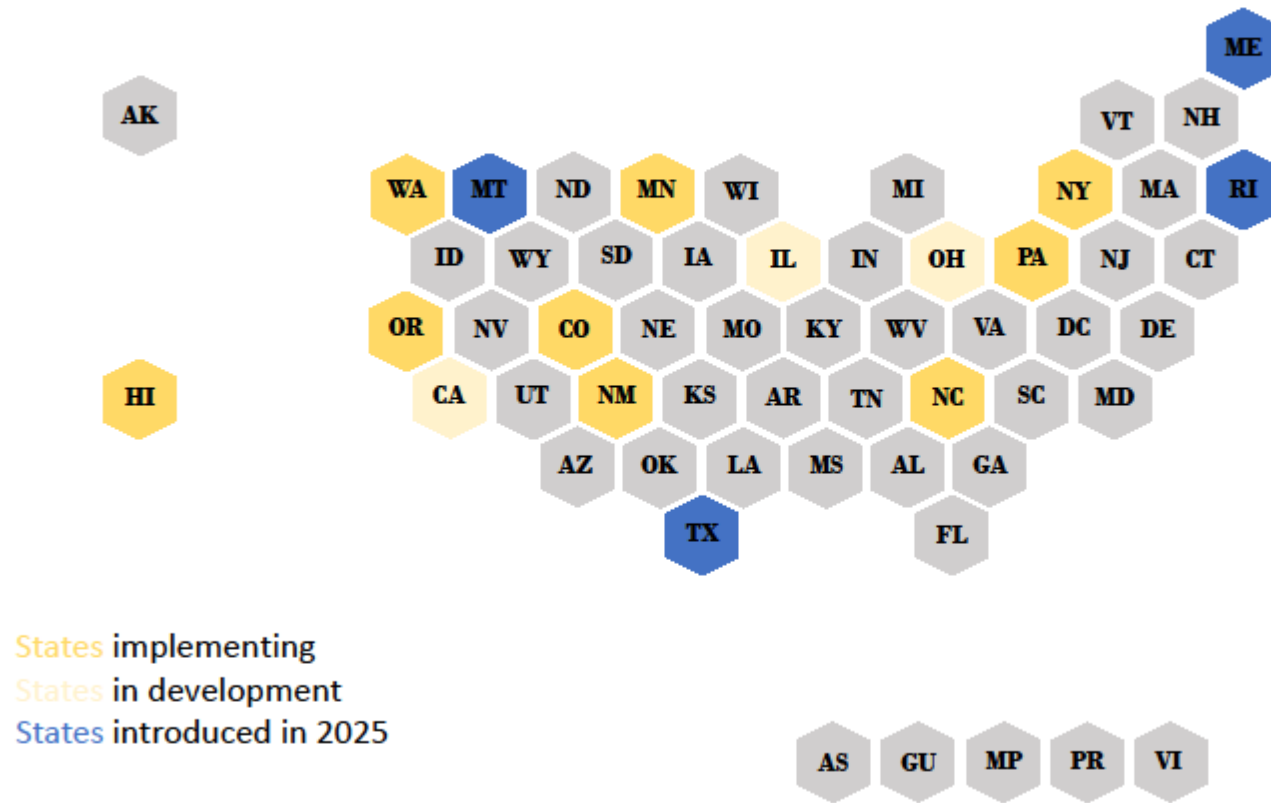 ME
AK
VT NH
WA MT ND MN WI MI NY MA RI
ID WY SD IA IL IN OH PA NJ CT
OR NV CO NE MO KY WV VA DC DE
HI CA UT NM KS AR TN NC SC MD
AZ OK LA MS AL GA
TX FL
States implementing
States in development
States introduced in 2025
AS GU MP PR VI